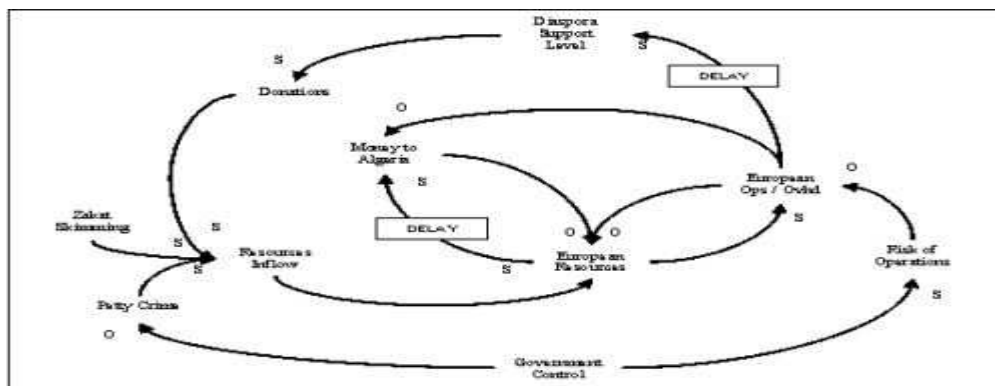 Diaspora
Support
Level
S
S
DELAY
Donations
O
Money to
Algeria
S
European
Ops / Ovhd
O
Zakat
Skimming
S
S
DELAY
O
O
S
S
Resources
Inflow
S
European
Resources
Risk of
Operations
Petty Crime
S
O
Government
Control